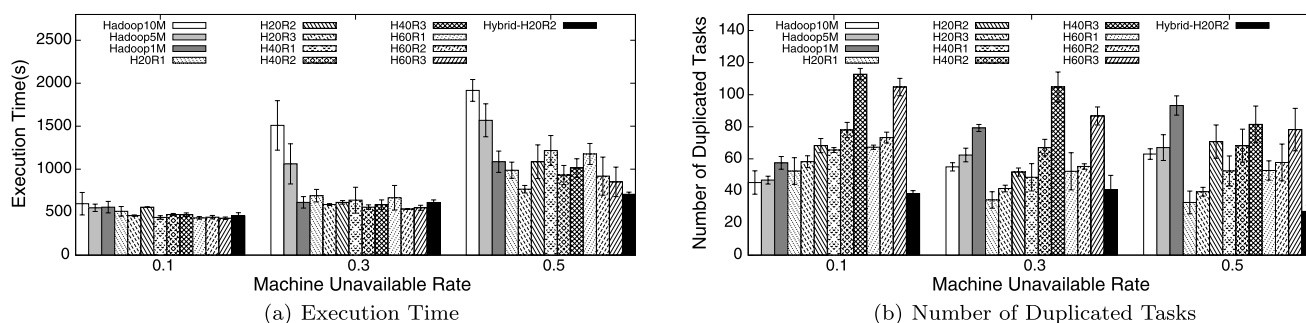 Execution Time(s)
2500
2000
1500
1000
500
0
Hadoop10M
Hadoop5M
Hadoop1M
H20R1
H20R2
H20R3
H40R1
H40R2
H40R3
H60R1
H60R2
H60R3
Hybrid-H20R2
0.1 0.3 0.5
Machine Unavailable Rate
(a) Execution Time
Number of Duplicated Tasks
140
120
100
80
60
40
20
0
Hadoop10M
Hadoop5M
Hadoop1M
H20R1
H20R2
H20R3
H40R1
H40R2
H40R3
H60R1
H60R2
H60R3
Hybrid-H20R2
0.1 0.3 0.5
Machine Unavailable Rate
(b) Number of Duplicated Tasks